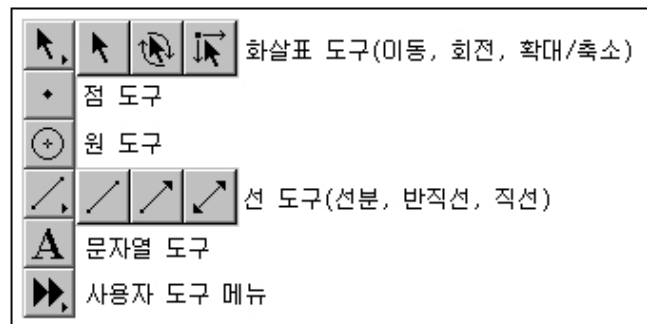 화살표 도구(이동, 회전, 확대/축소)
점 도구
원 도구
선 도구(선분, 반직선, 직선)
A 문자열 도구
사용자 도구 메뉴